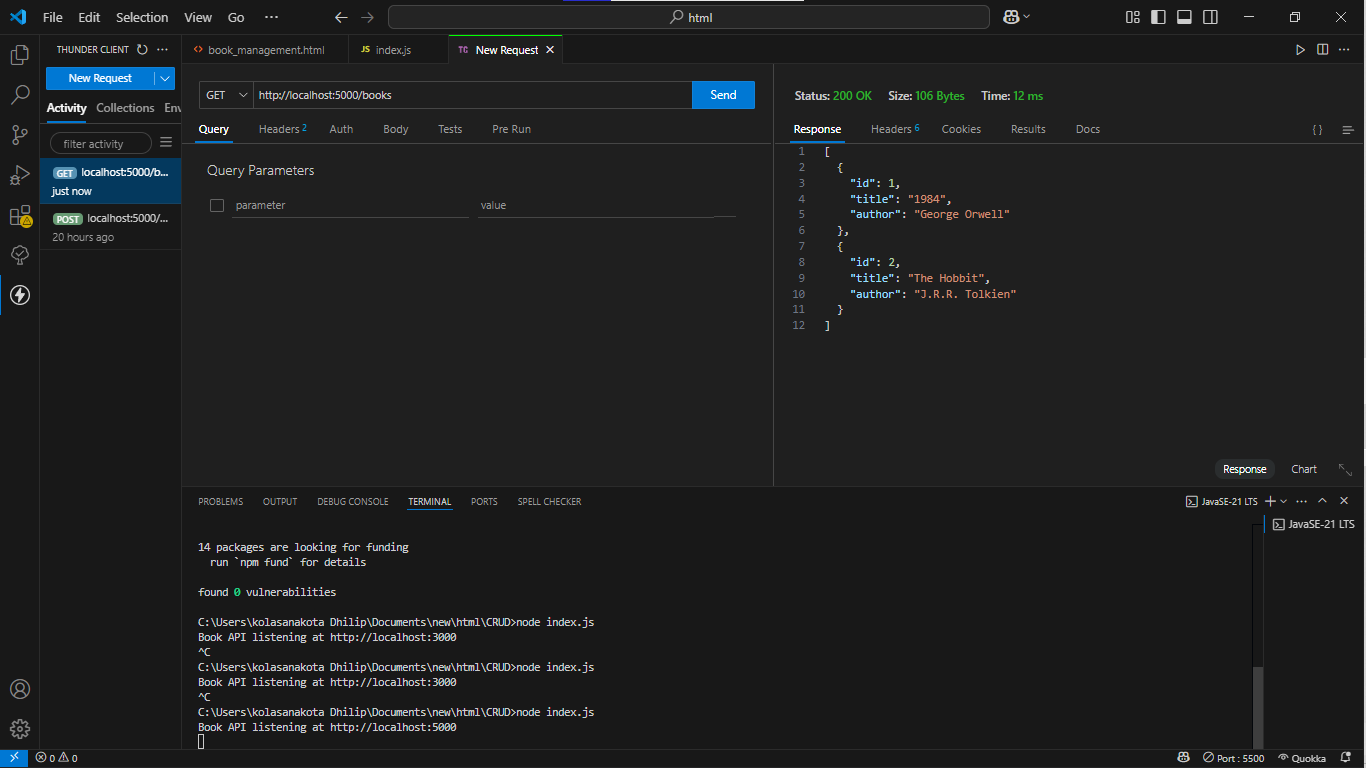 File Edit Selection View Go ··· html
THUNDER CLIENT ···
New Request
Activity Collections Env
filter activity
GET localhost:5000/b...
just now
POST localhost:5000/...
20 hours ago
<> book_management.html JS index.js TC New Request
GET http://localhost:5000/books Send
Query Headers 2 Auth Body Tests Pre Run
Query Parameters
parameter value
Status: 200 OK Size: 106 Bytes Time: 12 ms
Response Headers 6 Cookies Results Docs { }
1 [
2 {
3 "id": 1,
4 "title": "1984",
5 "author": "George Orwell"
6 },
7 {
8 "id": 2,
9 "title": "The Hobbit",
10 "author": "J.R.R. Tolkien"
11 }
12 ]
Response Chart
PROBLEMS OUTPUT DEBUG CONSOLE TERMINAL PORTS SPELL CHECKER JavaSE-21 LTS ···
JavaSE-21 LTS
14 packages are looking for funding
run `npm fund` for details
found 0 vulnerabilities
C:\Users\kolasanakota Dhilip\Documents\new\html\CRUD>node index.js
Book API listening at http://localhost:3000
^C
C:\Users\kolasanakota Dhilip\Documents\new\html\CRUD>node index.js
Book API listening at http://localhost:3000
^C
C:\Users\kolasanakota Dhilip\Documents\new\html\CRUD>node index.js
Book API listening at http://localhost:5000
0 0 Port : 5500 Quokka